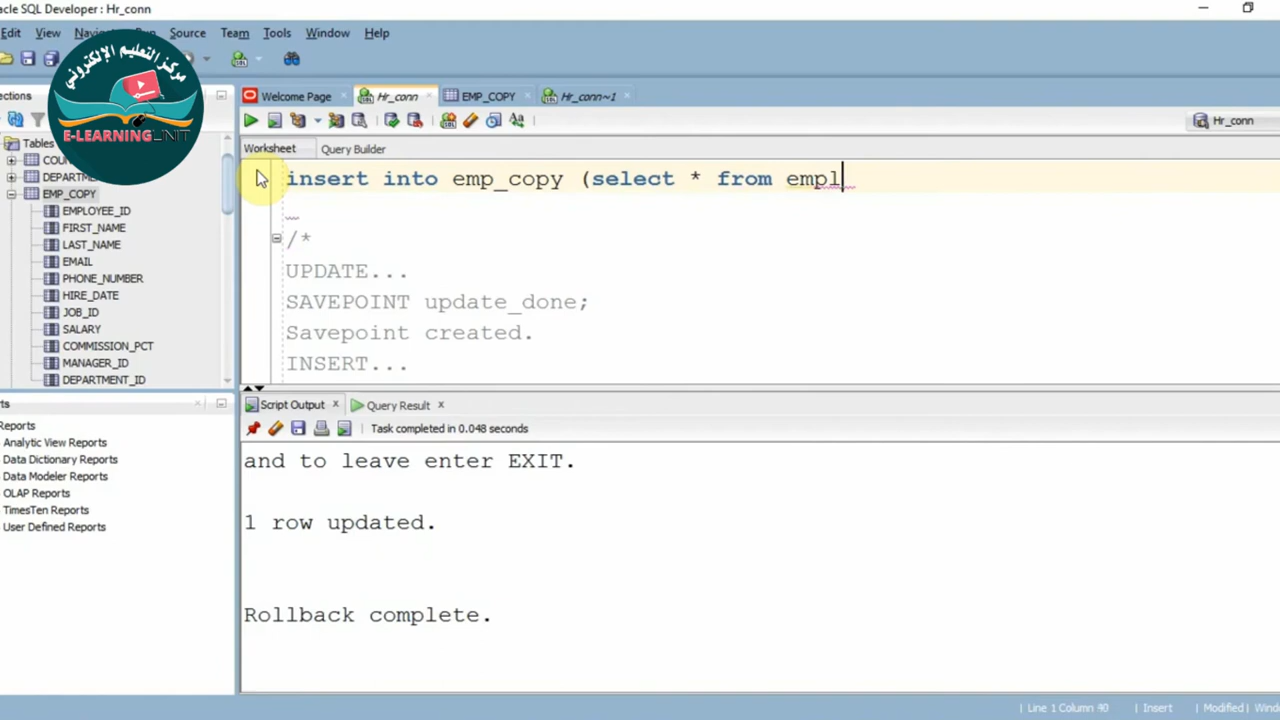 acle SQL Developer : Hr_conn
Edit View Run Source Team Tools Window Help
مركز التعليم الإلكتروني
E-LEARNING UNIT
ections
Welcome Page Hr_conn EMP_COPY Hr_conn~1
Hr_conn
Worksheet Query Builder
Tables
COU
DEPARTME
EMP_COPY
EMPLOYEE_ID
FIRST_NAME
LAST_NAME
EMAIL
PHONE_NUMBER
HIRE_DATE
JOB_ID
SALARY
COMMISSION_PCT
MANAGER_ID
DEPARTMENT_ID
insert into emp_copy (select * from empl
/*
UPDATE...
SAVEPOINT update_done;
Savepoint created.
INSERT...
rts
Reports
Analytic View Reports
Data Dictionary Reports
Data Modeler Reports
OLAP Reports
TimesTen Reports
User Defined Reports
Script Output Query Result
Task completed in 0.048 seconds
and to leave enter EXIT.
1 row updated.
Rollback complete.
Line 1 Column 40 Insert Modified Windo